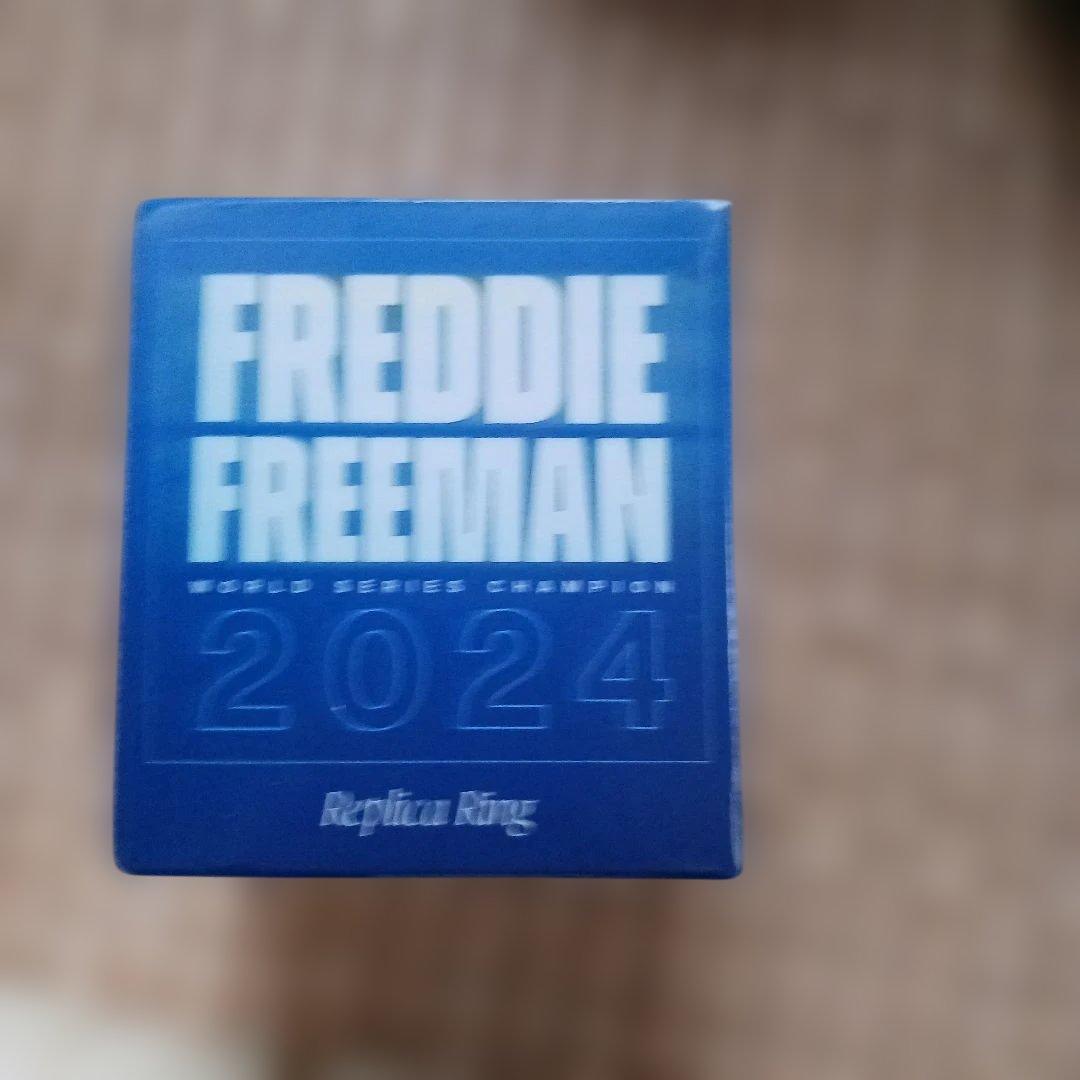 FREDDIE
FREEMAN
WORLD SERIES CHAMPION
2024
Replica Ring